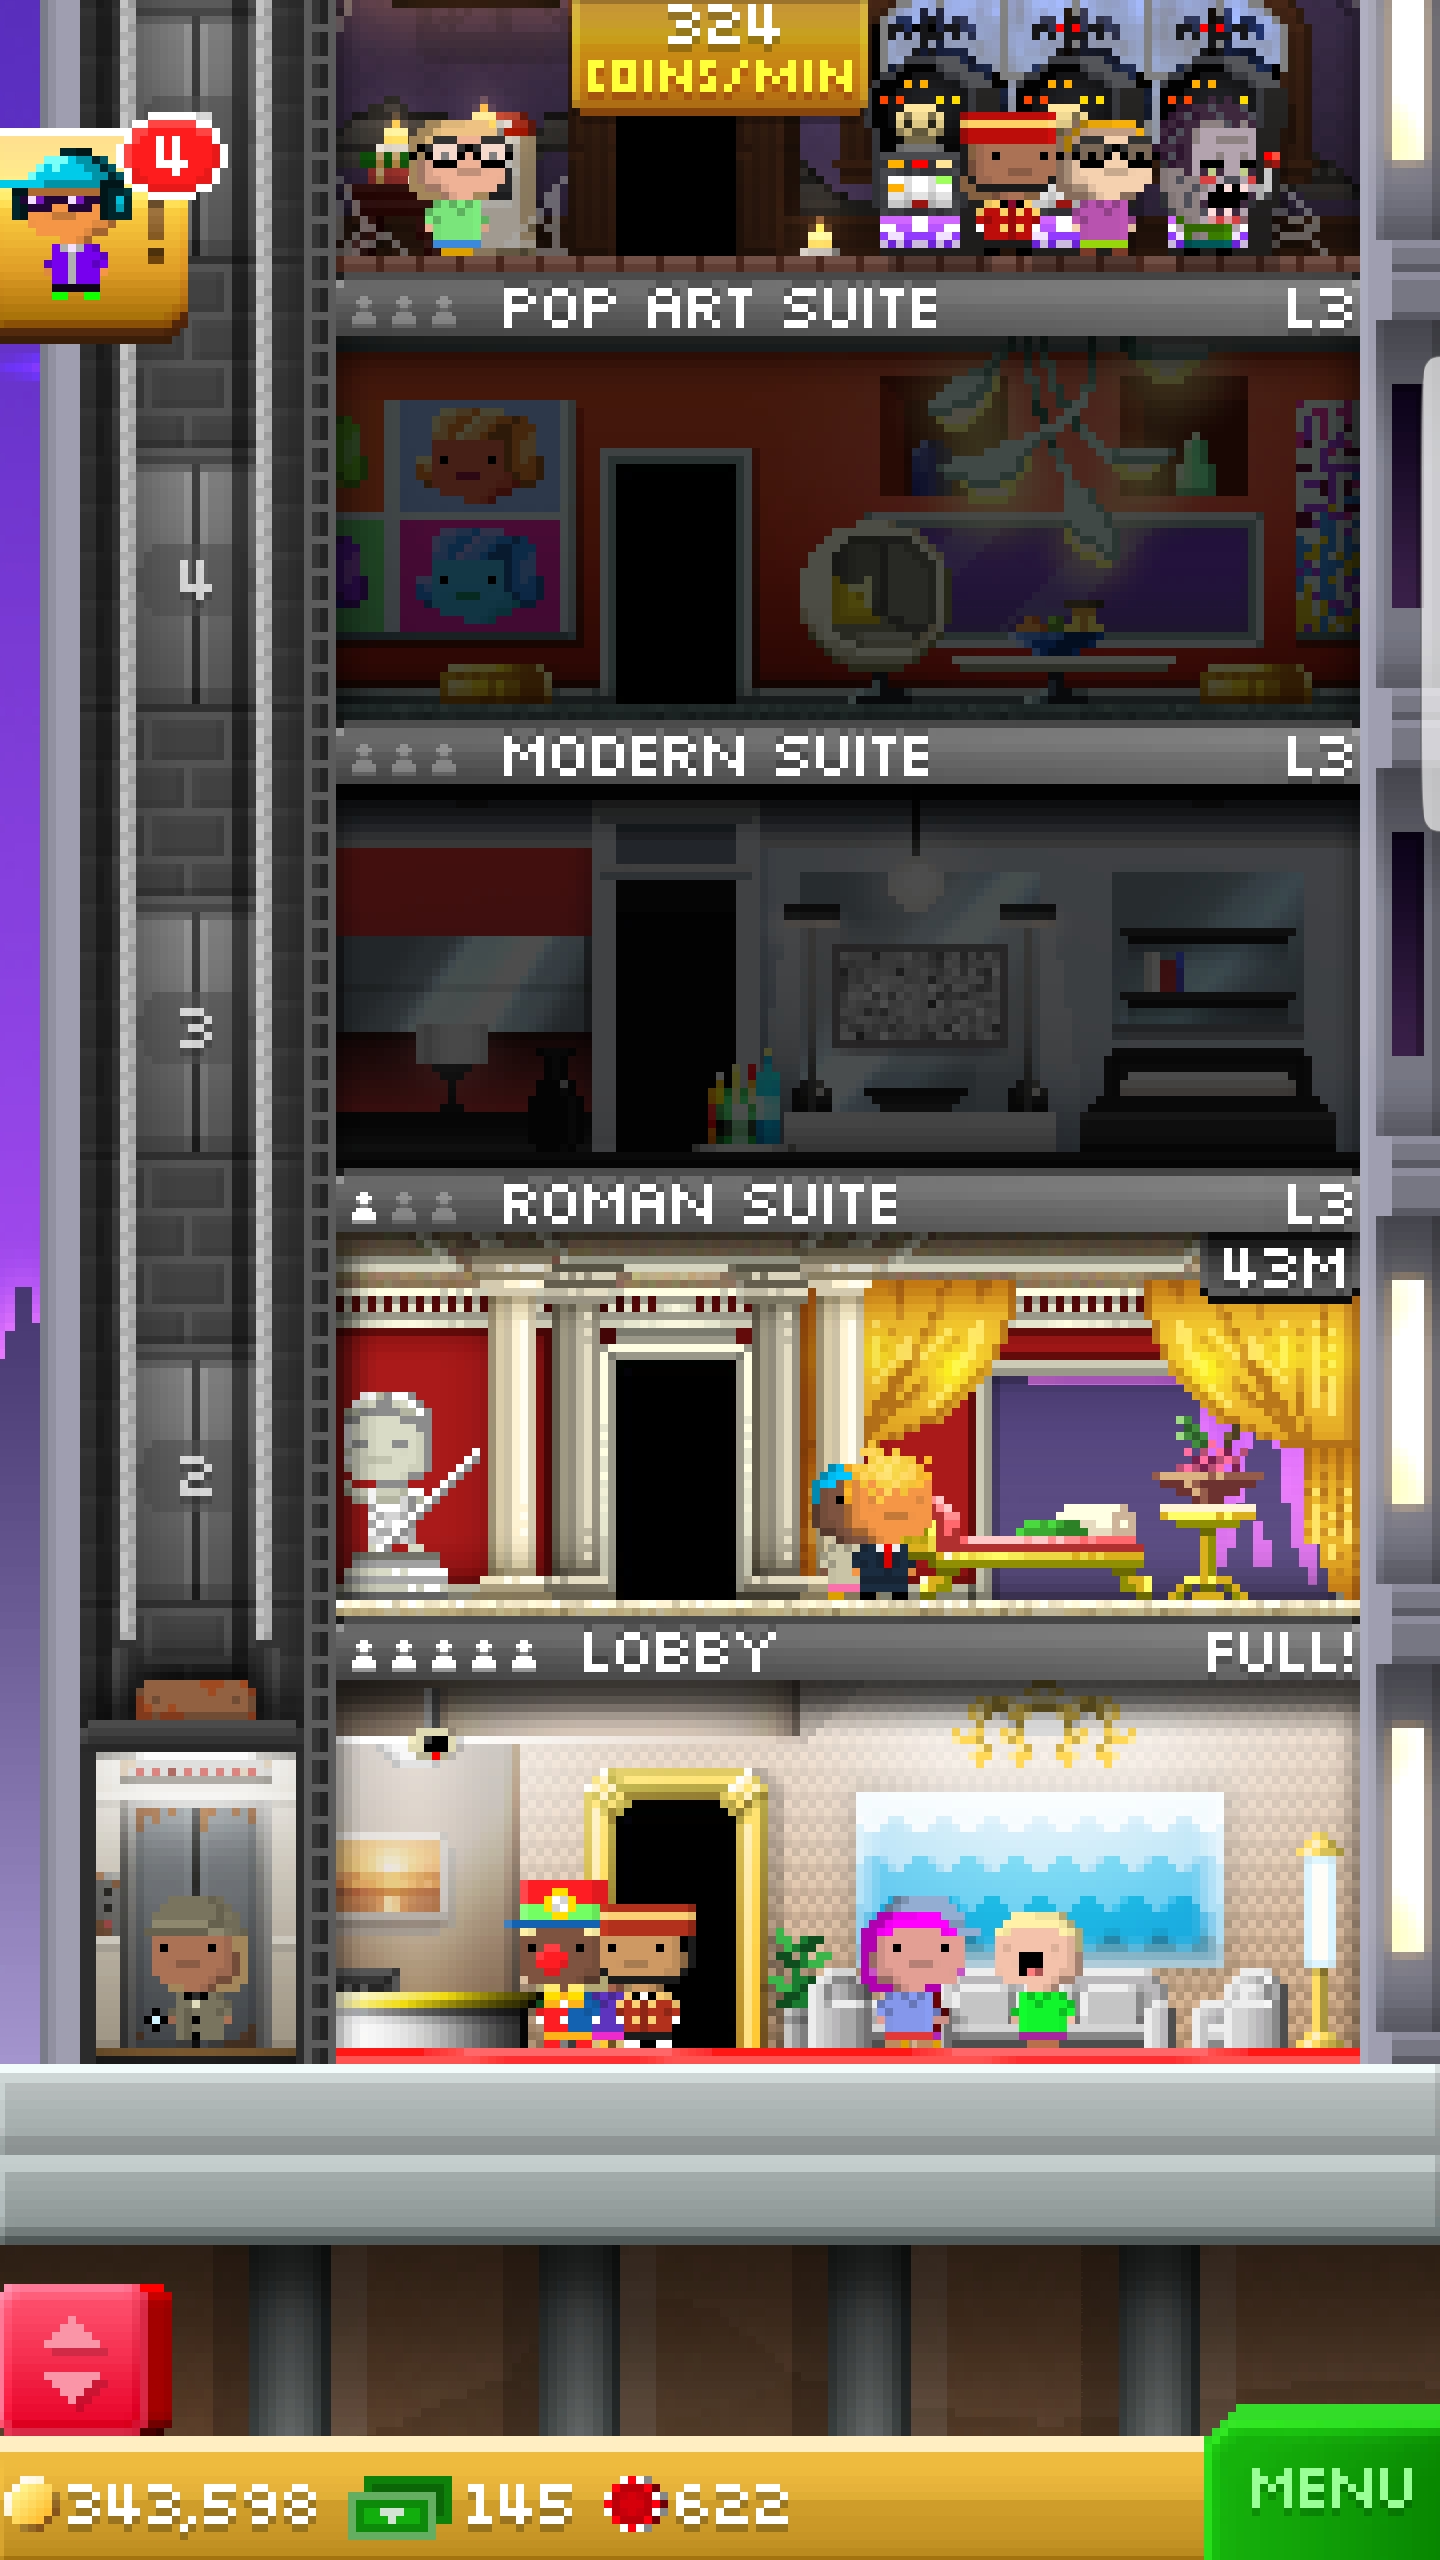 324
COINS/MIN
4
!
POP ART SUITE L3
4
MODERN SUITE L3
3
ROMAN SUITE L3
43M
2
LOBBY FULL!
343,598 145 622
MENU